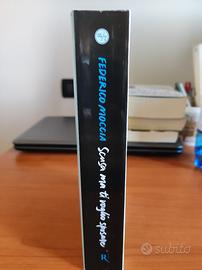 FEDERICO MOCCIA
Scusa ma ti voglio sposare
R
subito